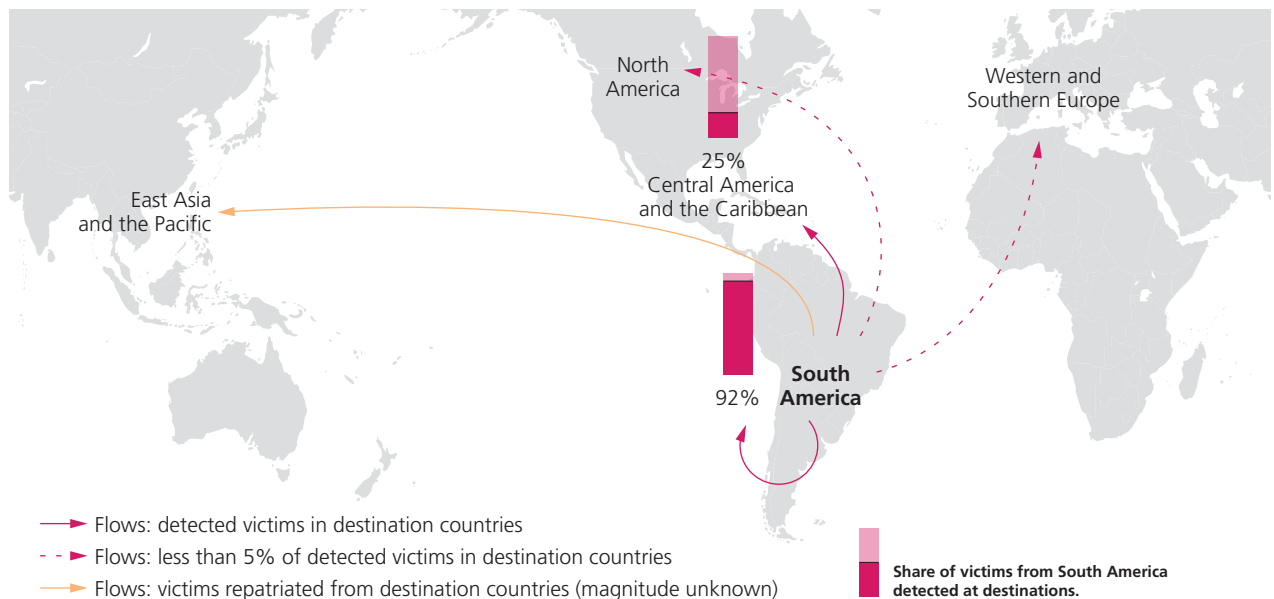 North
America
Western and
Southern Europe
25%
Central America
and the Caribbean
East Asia
and the Pacific
92%
South
America
Flows: detected victims in destination countries
Flows: less than 5% of detected victims in destination countries
Flows: victims repatriated from destination countries (magnitude unknown)
Share of victims from South America
detected at destinations.